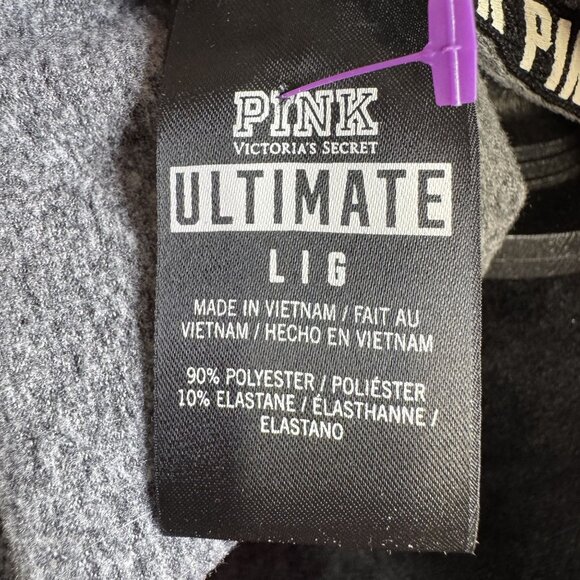 K PIN
PINK
VICTORIA'S SECRET
ULTIMATE
L I G
MADE IN VIETNAM / FAIT AU
VIETNAM / HECHO EN VIETNAM
90% POLYESTER / POLIÉSTER
10% ELASTANE / ÉLASTHANNE /
ELASTANO